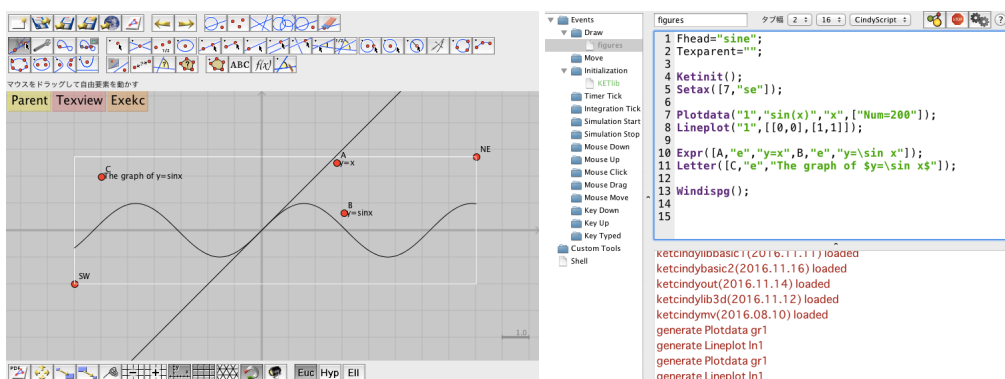 ABC f(x)
マウスをドラッグして自由要素を動かす
Parent Texview Exekc
A
y=x
NE
C
The graph of y=sinx
B
y=sinx
SW
1.0
PDF
Euc Hyp Ell
Events
Draw
figures
Move
Initialization
KETlib
Timer Tick
Integration Tick
Simulation Start
Simulation Stop
Mouse Down
Mouse Up
Mouse Click
Mouse Drag
Mouse Move
Key Down
Key Up
Key Typed
Custom Tools
Shell
figures タブ幅 2 16 CindyScript ?
1 Fhead="sine";
2 Texparent="";
3
4 Ketinit();
5 Setax([7,"se"]);
6
7 Plotdata("1","sin(x)","x",["Num=200"]);
8 Lineplot("1",[[0,0],[1,1]]);
9
10 Expr([A,"e","y=x",B,"e","y=\sin x"]);
11 Letter([C,"e","The graph of $y=\sin x$"]);
12
13 Windispg();
14
15
ketcindylibbasic1(2016.11.11) loaded
ketcindybasic2(2016.11.16) loaded
ketcindyout(2016.11.14) loaded
ketcindylib3d(2016.11.12) loaded
ketcindymv(2016.08.10) loaded
generate Plotdata gr1
generate Lineplot ln1
generate Plotdata gr1
generate Lineplot ln1